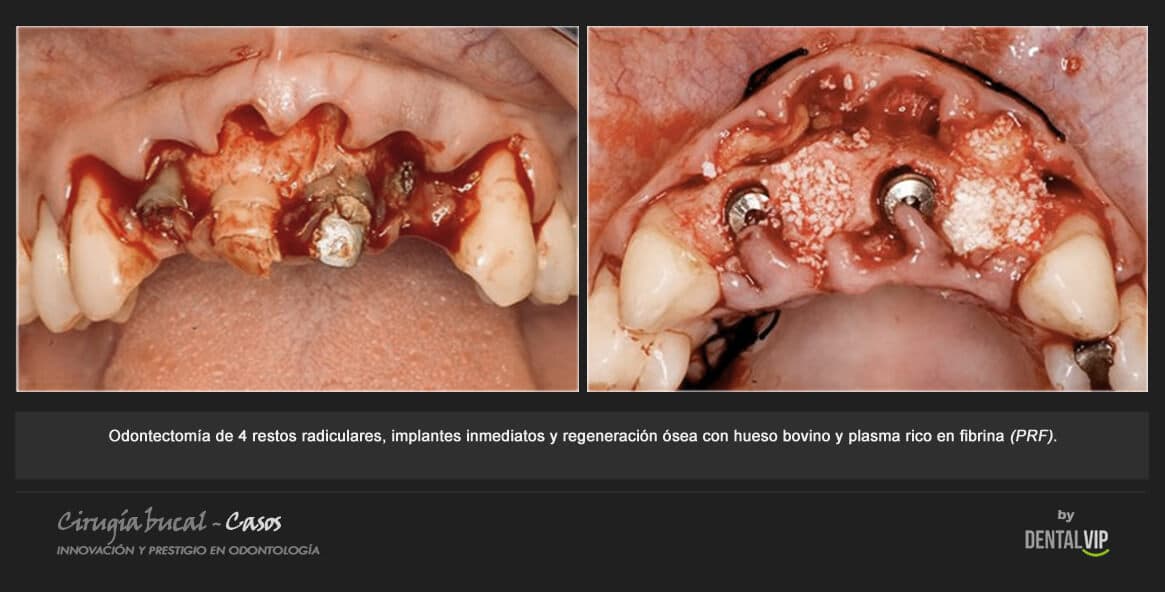 Odontectomía de 4 restos radiculares, implantes inmediatos y regeneración ósea con hueso bovino y plasma rico en fibrina (PRF).
Cirugía bucal - Casos
INNOVACIÓN Y PRESTIGIO EN ODONTOLOGÍA
by
DENTALVIP